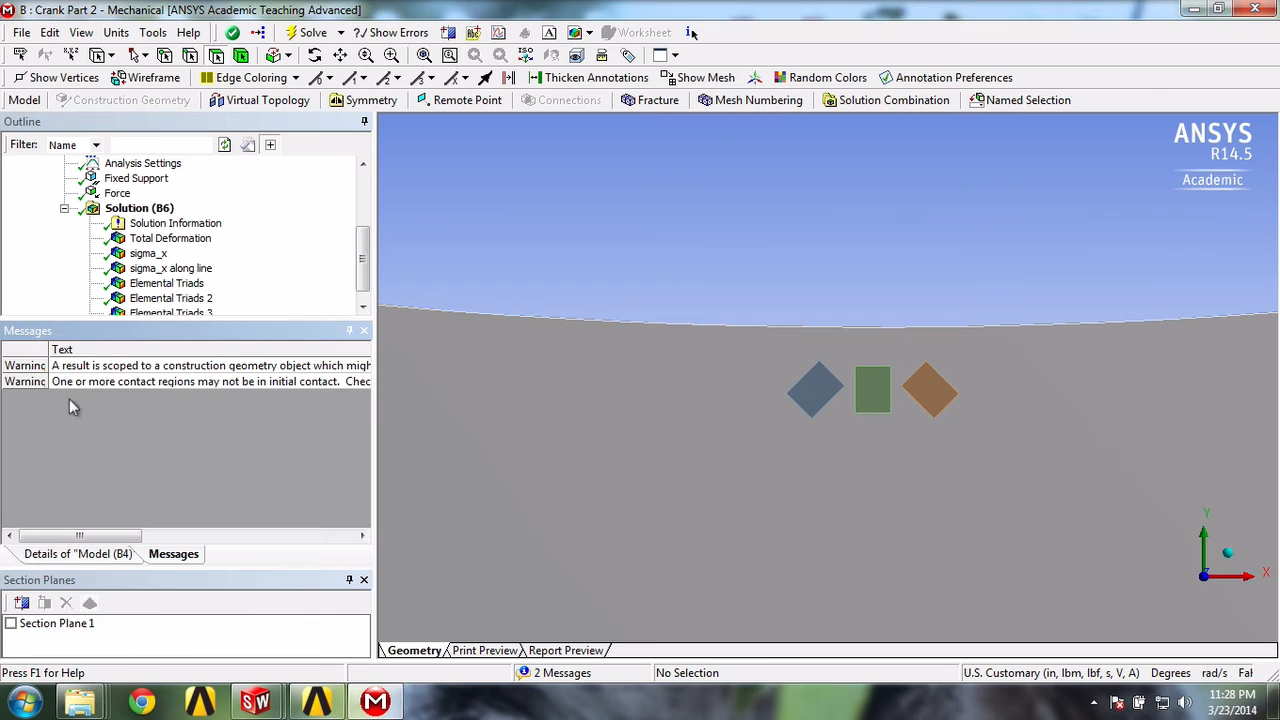 B : Crank Part 2 - Mechanical [ANSYS Academic Teaching Advanced]
File Edit View Units Tools Help Solve ?/ Show Errors Worksheet
Show Vertices Wireframe Edge Coloring Thicken Annotations Show Mesh Random Colors Annotation Preferences
Model Construction Geometry Virtual Topology Symmetry Remote Point Connections Fracture Mesh Numbering Solution Combination Named Selection
Outline
Filter: Name
Analysis Settings
Fixed Support
Force
Solution (B6)
Solution Information
Total Deformation
sigma_x
sigma_x along line
Elemental Triads
Elemental Triads 2
Elemental Triads 3
Messages
Text
Warning A result is scoped to a construction geometry object which migh
Warning One or more contact regions may not be in initial contact. Chec
Details of "Model (B4) Messages
Section Planes
Section Plane 1
ANSYS
R14.5
Academic
Y
X
Geometry Print Preview Report Preview
Press F1 for Help 2 Messages No Selection U.S. Customary (in, lbm, lbf, s, V, A) Degrees rad/s Fal
11:28 PM
3/23/2014